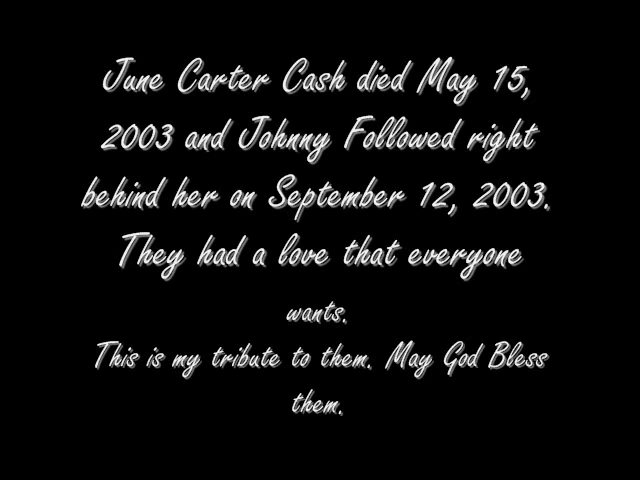 June Carter Cash died May 15,
2003 and Johnny Followed right
behind her on September 12, 2003.
They had a love that everyone
wants.
This is my tribute to them. May God Bless
them.